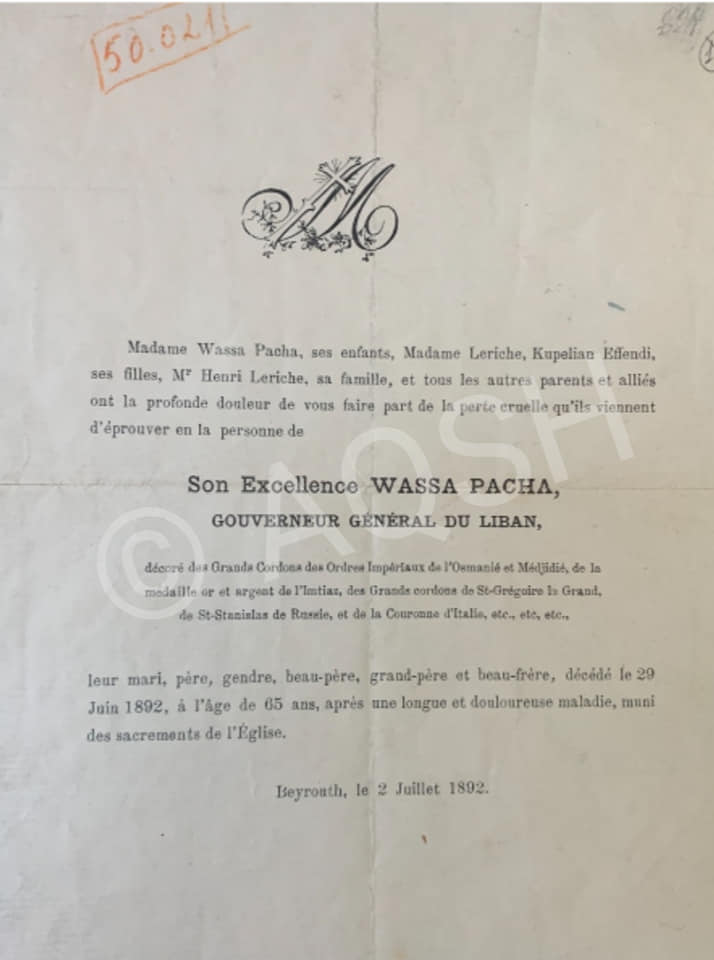 50.021
M
Madame Wassa Pacha, ses enfants, Madame Leriche, Kupelian Effendi,
ses filles, Mr Henri Leriche, sa famille, et tous les autres parents et alliés
ont la profonde douleur de vous faire part de la perte cruelle qu'ils viennent
d'éprouver en la personne de
Son Excellence WASSA PACHA,
GOUVERNEUR GÉNÉRAL DU LIBAN,
décoré des Grands Cordons des Ordres Impériaux de l'Osmanié et Médjidié, de la
medaille or et argent de l'Imtiaz, des Grands cordons de St-Grégoire le Grand,
de St-Stanislas de Russie, et de la Couronne d'Italie, etc., etc, etc.,
leur mari, père, gendre, beau-père, grand-père et beau-frère, décédé le 29
Juin 1892, á l'âge de 65 ans, après une longue et douloureuse maladie, muni
des sacrements de l'Église.
Beyrouth, le 2 Juillet 1892.
© AQSH